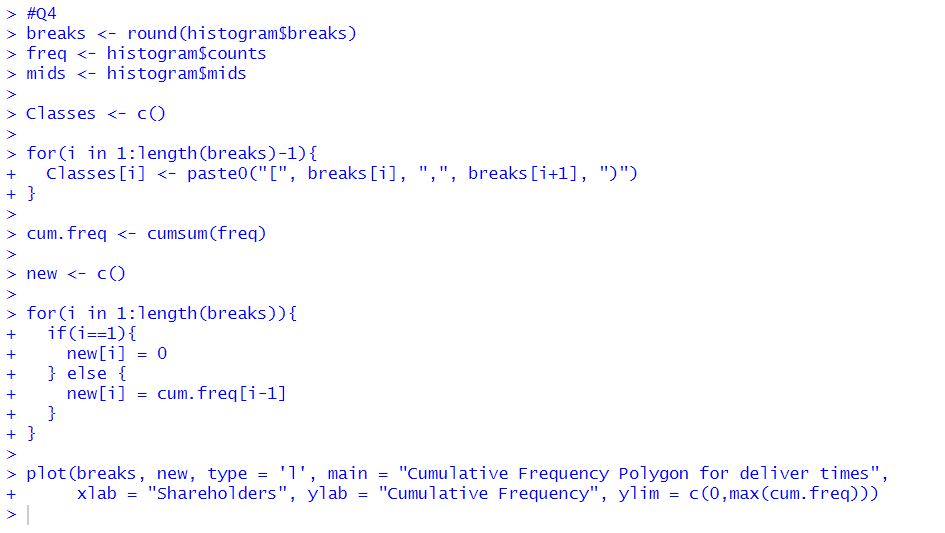 > #Q4
> breaks <- round(histogram$breaks)
> freq <- histogram$counts
> mids <- histogram$mids
>
> Classes <- c()
>
> for(i in 1:length(breaks)-1){
+   Classes[i] <- paste0("[", breaks[i], ",", breaks[i+1], ")")
+ }
>
> cum.freq <- cumsum(freq)
>
> new <- c()
>
> for(i in 1:length(breaks)){
+   if(i==1){
+     new[i] = 0
+   } else {
+     new[i] = cum.freq[i-1]
+   }
+ }
>
> plot(breaks, new, type = 'l', main = "Cumulative Frequency Polygon for deliver times",
+      xlab = "Shareholders", ylab = "Cumulative Frequency", ylim = c(0,max(cum.freq)))
>